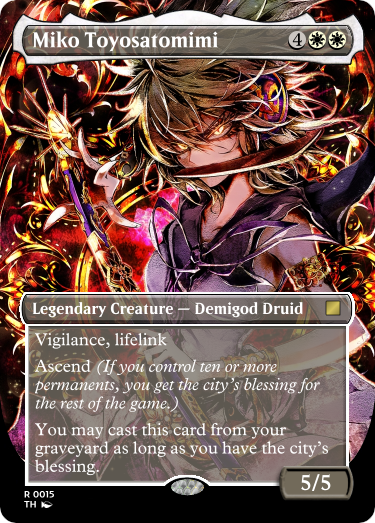 Miko Toyosatomimi 4
Legendary Creature — Demigod Druid
Vigilance, lifelink
Ascend (If you control ten or more
permanents, you get the city's blessing for
the rest of the game.)
You may cast this card from your
graveyard as long as you have the city's
blessing.
5/5
R 0015
TH